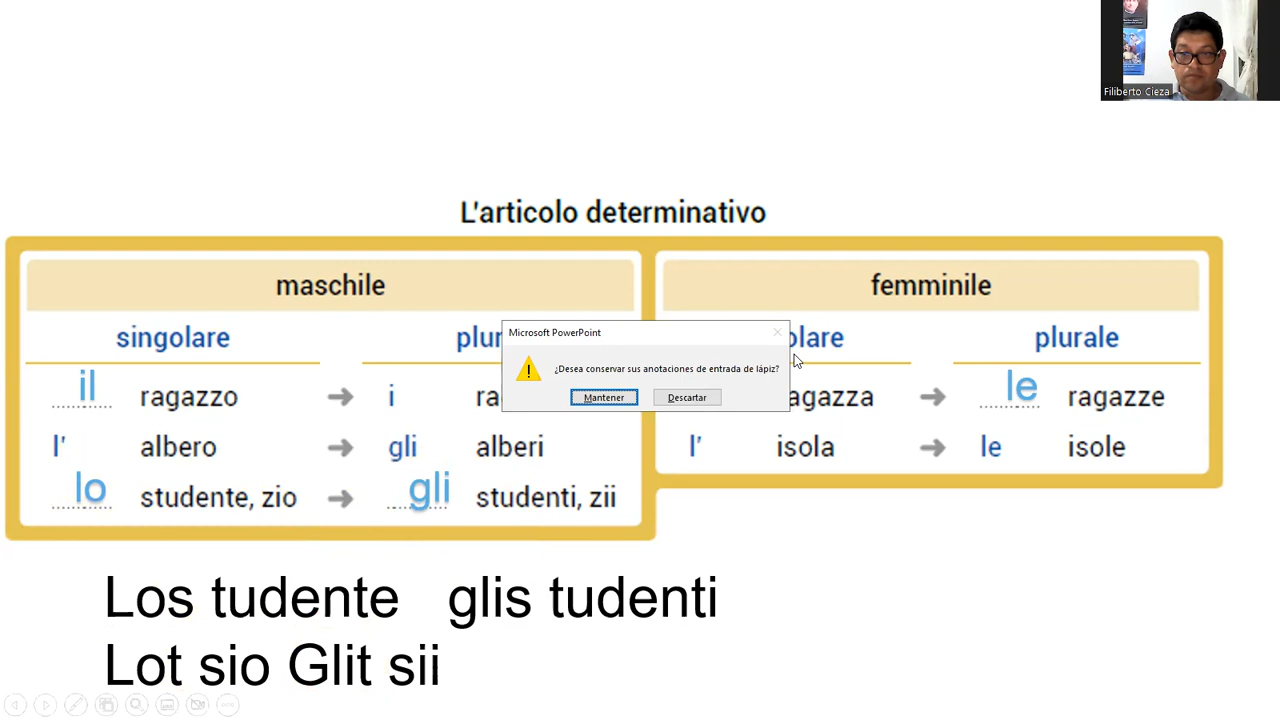 Filiberto Cieza
L'articolo determinativo
maschile
femminile
singolare
plur
olare
plurale
Microsoft PowerPoint
¿Desea conservar sus anotaciones de entrada de lápiz?
Mantener
Descartar
il ragazzo → i ra
agazza → le ragazze
l' albero → gli alberi
l' isola → le isole
lo studente, zio → gli studenti, zii
Los tudente glis tudenti
Lot sio Glit sii